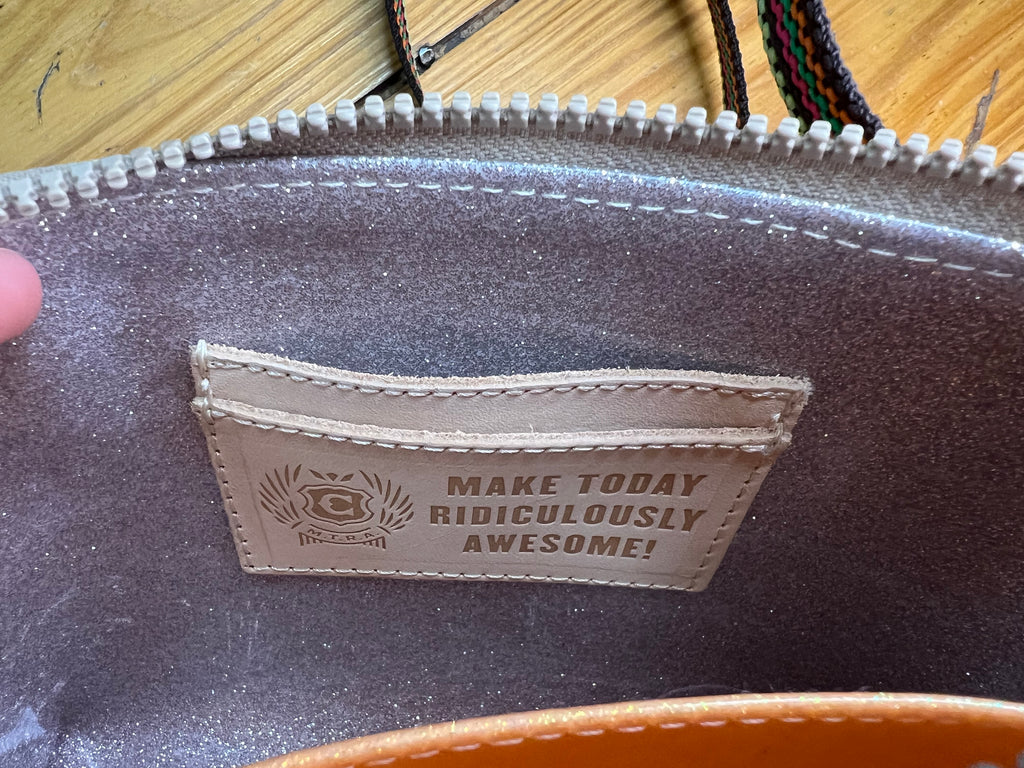 C
M.T.R.A.
MAKE TODAY
RIDICULOUSLY
AWESOME!